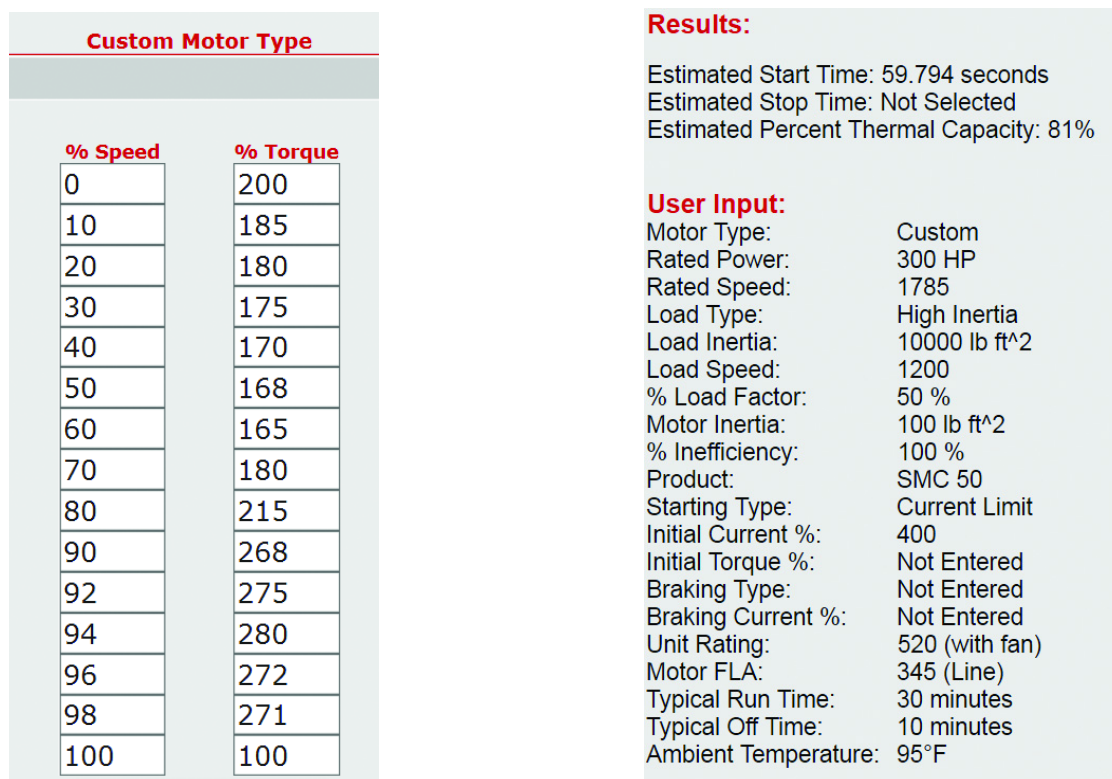 Custom Motor Type
% Speed % Torque
0 200
10 185
20 180
30 175
40 170
50 168
60 165
70 180
80 215
90 268
92 275
94 280
96 272
98 271
100 100
Results:
Estimated Start Time: 59.794 seconds
Estimated Stop Time: Not Selected
Estimated Percent Thermal Capacity: 81%
User Input:
Motor Type: Custom
Rated Power: 300 HP
Rated Speed: 1785
Load Type: High Inertia
Load Inertia: 10000 lb ft^2
Load Speed: 1200
% Load Factor: 50 %
Motor Inertia: 100 lb ft^2
% Inefficiency: 100 %
Product: SMC 50
Starting Type: Current Limit
Initial Current %: 400
Initial Torque %: Not Entered
Braking Type: Not Entered
Braking Current %: Not Entered
Unit Rating: 520 (with fan)
Motor FLA: 345 (Line)
Typical Run Time: 30 minutes
Typical Off Time: 10 minutes
Ambient Temperature: 95°F